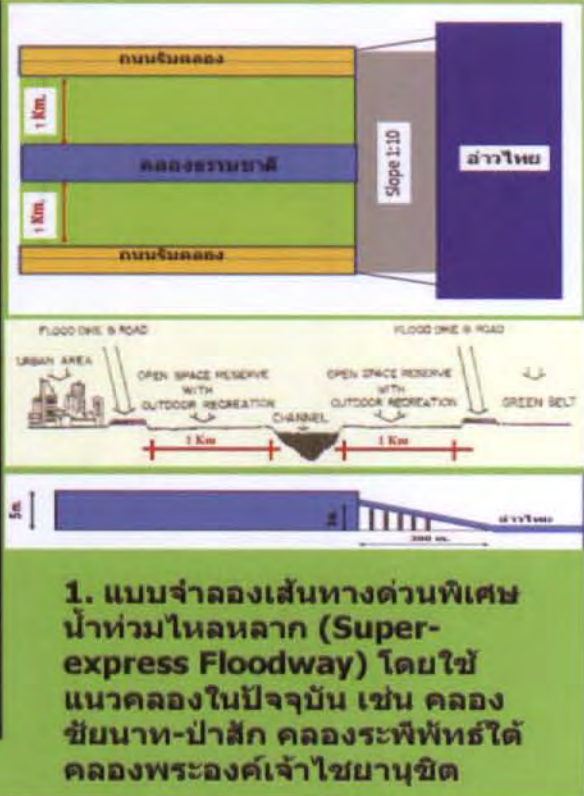 ถนนริมคลอง
1 Km.
คลองธรรมชาติ
1 Km.
ถนนริมคลอง
Slope 1:10
อ่าวไทย
FLOOD DIKE & ROAD
FLOOD DIKE & ROAD
URBAN AREA
OPEN SPACE RESERVE
WITH
OUTDOOR RECREATION
CHANNEL
OPEN SPACE RESERVE
WITH
OUTDOOR RECREATION
GREEN BELT
1 Km
1 Km
อ่าวไทย
200 m.
1. แบบจำลองเส้นทางด่วนพิเศษ
น้ำท่วมไหลหลาก (Super-
express Floodway) โดยใช้
แนวคลองในปัจจุบัน เช่น คลอง
ชัยนาท-ป่าสัก คลองระพีพัทธ์ใต้
คลองพระองค์เจ้าไชยานุชิต